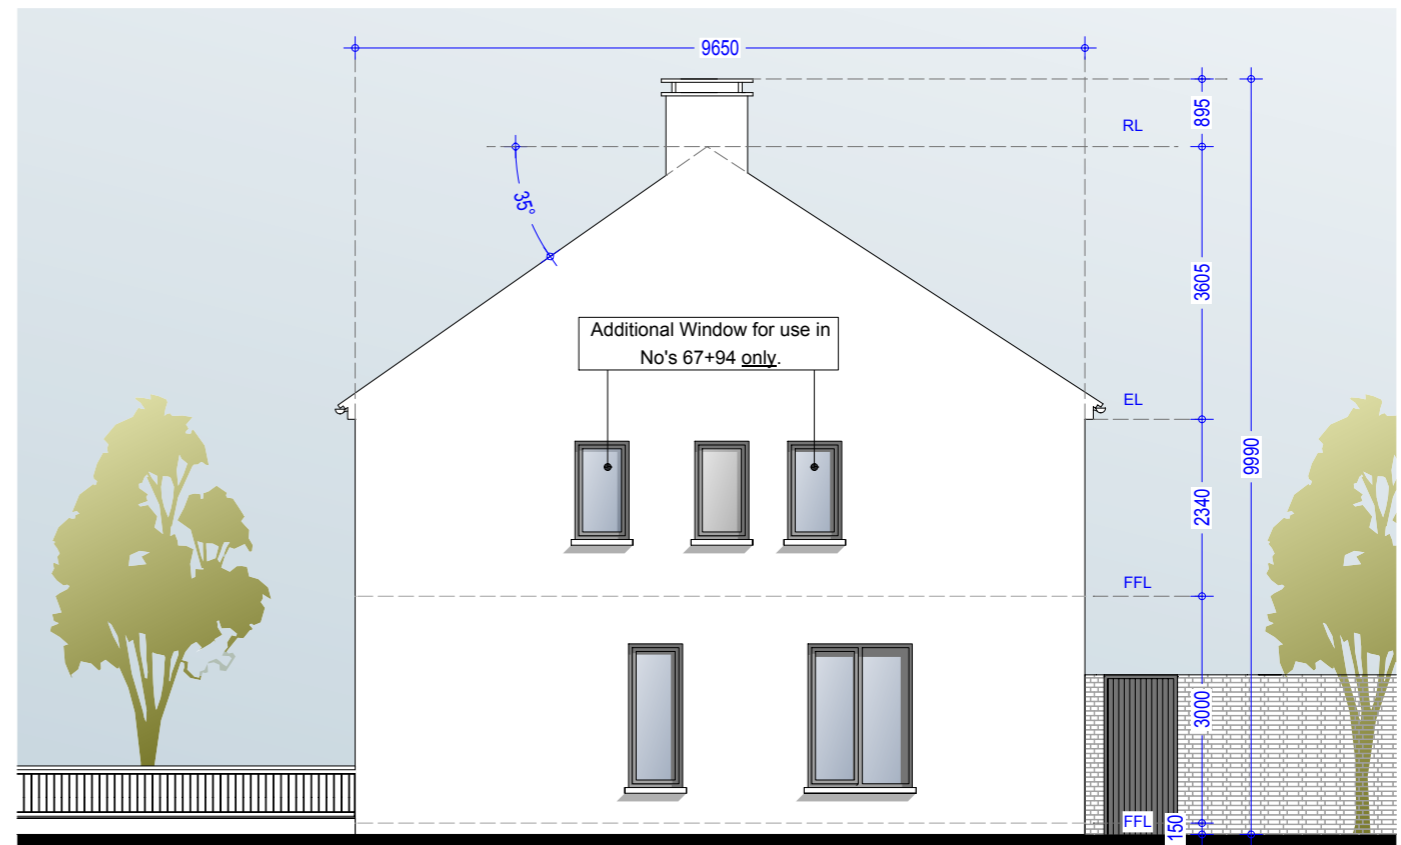 9650
895
RL
35°
3605
Additional Window for use in
No's 67+94 only.
EL
9990
2340
FFL
3000
FFL
150